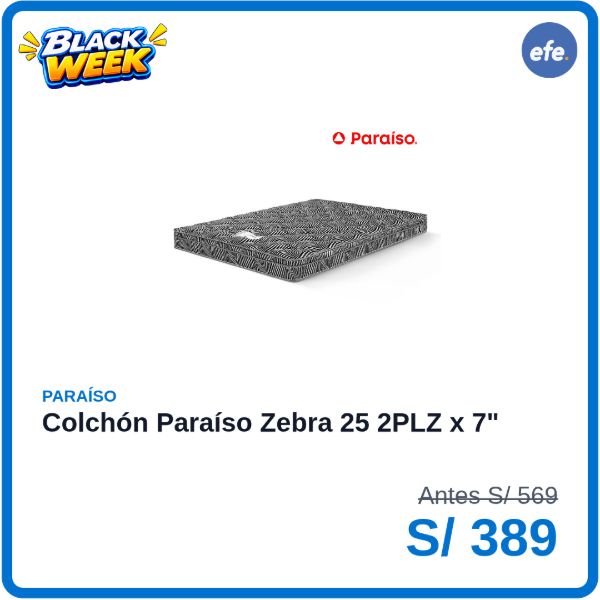 BLACK
WEEK
efe.
Paraíso.
PARAÍSO
Colchón Paraíso Zebra 25 2PLZ x 7"
Antes S/ 569
S/ 389